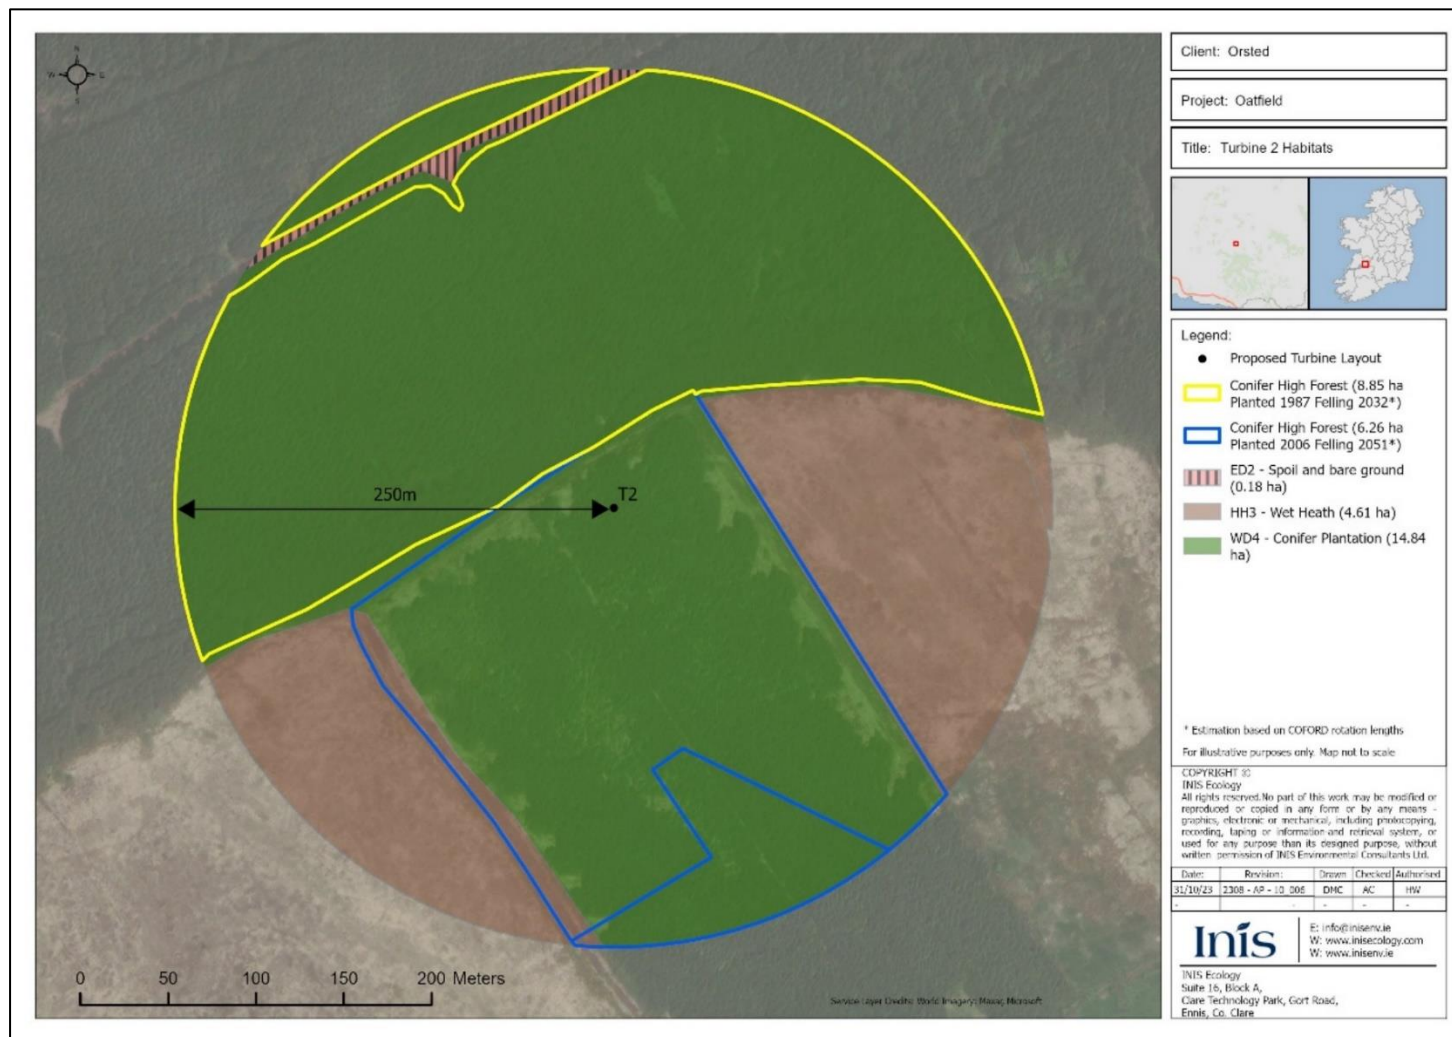 N
W
E
S
250m
T2
0
50
100
150
200 Meters
Service Layer Credits: World Imagery: Maxar, Microsoft
Client: Orsted
Project: Oatfield
Title: Turbine 2 Habitats
Legend:
Proposed Turbine Layout
Conifer High Forest (8.85 ha
Planted 1987 Felling 2032*)
Conifer High Forest (6.26 ha
Planted 2006 Felling 2051*)
ED2 - Spoil and bare ground
(0.18 ha)
HH3 - Wet Heath (4.61 ha)
WD4 - Conifer Plantation (14.84
ha)
* Estimation based on COFORD rotation lengths
For illustrative purposes only. Map not to scale
COPYRIGHT ©
INIS Ecology
All rights reserved.No part of this work may be modified or
reproduced or copied in any form or by any means -
graphics, electronic or mechanical, including photocopying,
recording, taping or information and retrieval system, or
used for any purpose than its designed purpose, without
written permission of INIS Environmental Consultants Ltd.
Date: Revision: Drawn Checked Authorised
31/10/23 2308 - AP - 10_006 DMC AC HW
- - - - -
Inis
E: info@inisenv.ie
W: www.inisecology.com
W: www.inisenv.ie
INIS Ecology
Suite 16, Block A,
Clare Technology Park, Gort Road,
Ennis, Co. Clare